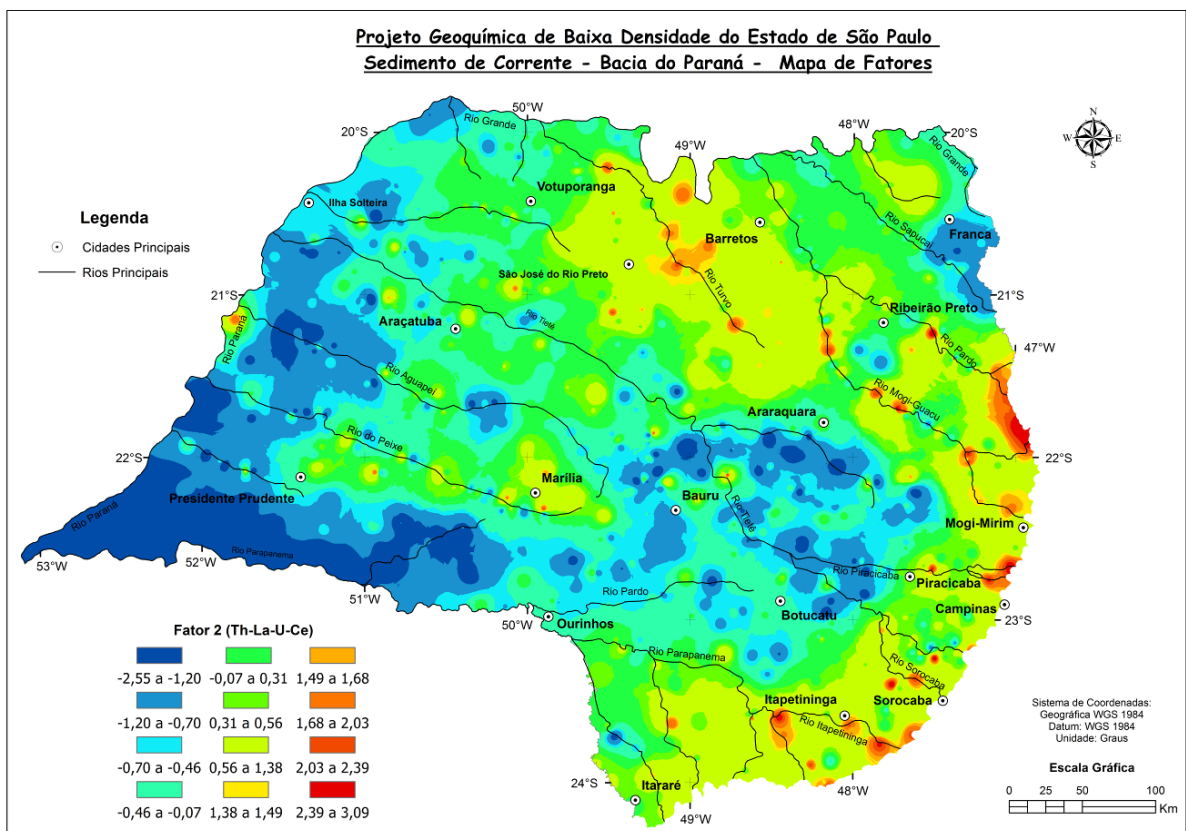 Projeto Geoquímica de Baixa Densidade do Estado de São Paulo
Sedimento de Corrente - Bacia do Paraná - Mapa de Fatores
N
W E
S
50°W
20°S
49°W
48°W
20°S
Rio Grande
Rio Grande
Legenda
Cidades Principais
Rios Principais
Ilha Solteira
Votuporanga
Barretos
Rio Sapucaí
Franca
São José do Rio Preto
Rio Turvo
21°S
21°S
Rio Paraná
Araçatuba
Rio Tietê
Ribeirão Preto
Rio Pardo
47°W
Rio Aguapeí
Rio Mogi-Guacu
Araraquara
Rio do Peixe
22°S
22°S
Presidente Prudente
Marília
Bauru
Rio Tietê
Rio Paraná
Mogi-Mirim
Rio Parapanema
53°W
52°W
51°W
Rio Piracicaba
Piracicaba
Rio Pardo
Botucatu
Campinas
50°W
Ourinhos
23°S
Rio Parapanema
Rio Sorocaba
Itapetininga
Sorocaba
Rio Itapetininga
24°S
Itararé
49°W
48°W
Fator 2 (Th-La-U-Ce)
-2,55 a -1,20 -0,07 a 0,31 1,49 a 1,68
-1,20 a -0,70 0,31 a 0,56 1,68 a 2,03
-0,70 a -0,46 0,56 a 1,38 2,03 a 2,39
-0,46 a -0,07 1,38 a 1,49 2,39 a 3,09
Sistema de Coordenadas:
Geográfica WGS 1984
Datum: WGS 1984
Unidade: Graus
Escala Gráfica
0 25 50 100
Km